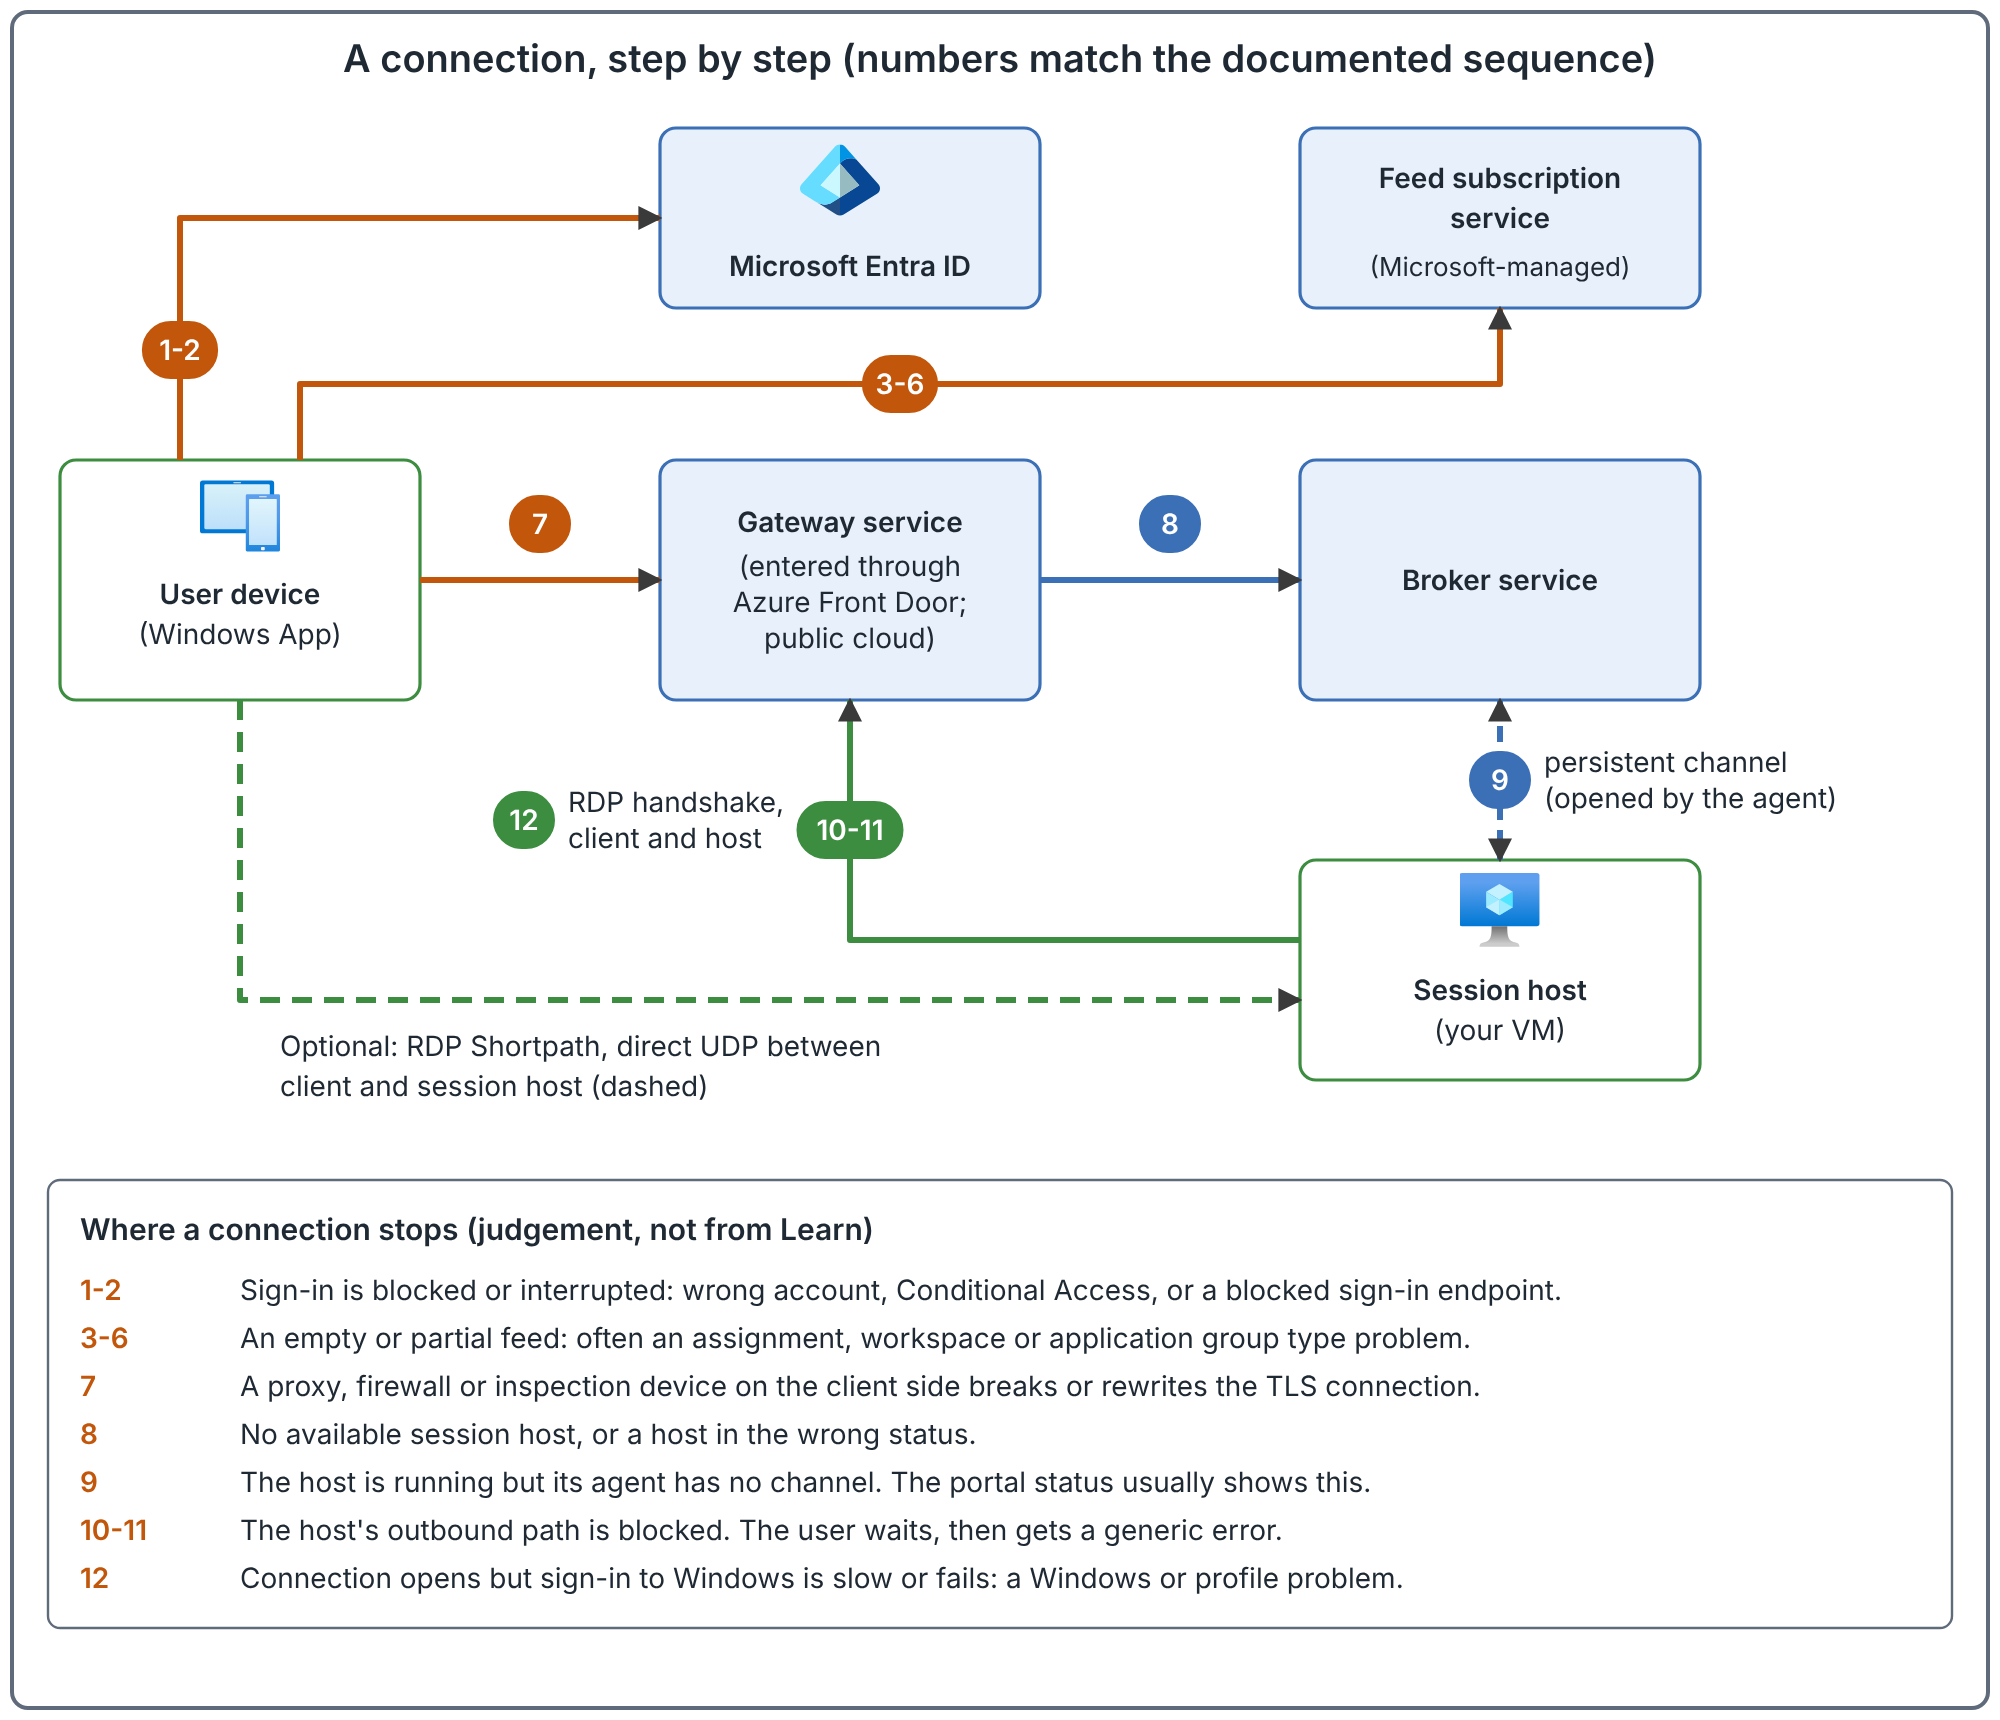 A connection, step by step (numbers match the documented sequence)
Microsoft Entra ID
Feed subscription
service
(Microsoft-managed)
1-2
3-6
User device
(Windows App)
7
Gateway service
(entered through
Azure Front Door;
public cloud)
8
Broker service
12
RDP handshake,
client and host
10-11
9
persistent channel
(opened by the agent)
Session host
(your VM)
Optional: RDP Shortpath, direct UDP between
client and session host (dashed)
Where a connection stops (judgement, not from Learn)
1-2 Sign-in is blocked or interrupted: wrong account, Conditional Access, or a blocked sign-in endpoint.
3-6 An empty or partial feed: often an assignment, workspace or application group type problem.
7 A proxy, firewall or inspection device on the client side breaks or rewrites the TLS connection.
8 No available session host, or a host in the wrong status.
9 The host is running but its agent has no channel. The portal status usually shows this.
10-11 The host's outbound path is blocked. The user waits, then gets a generic error.
12 Connection opens but sign-in to Windows is slow or fails: a Windows or profile problem.